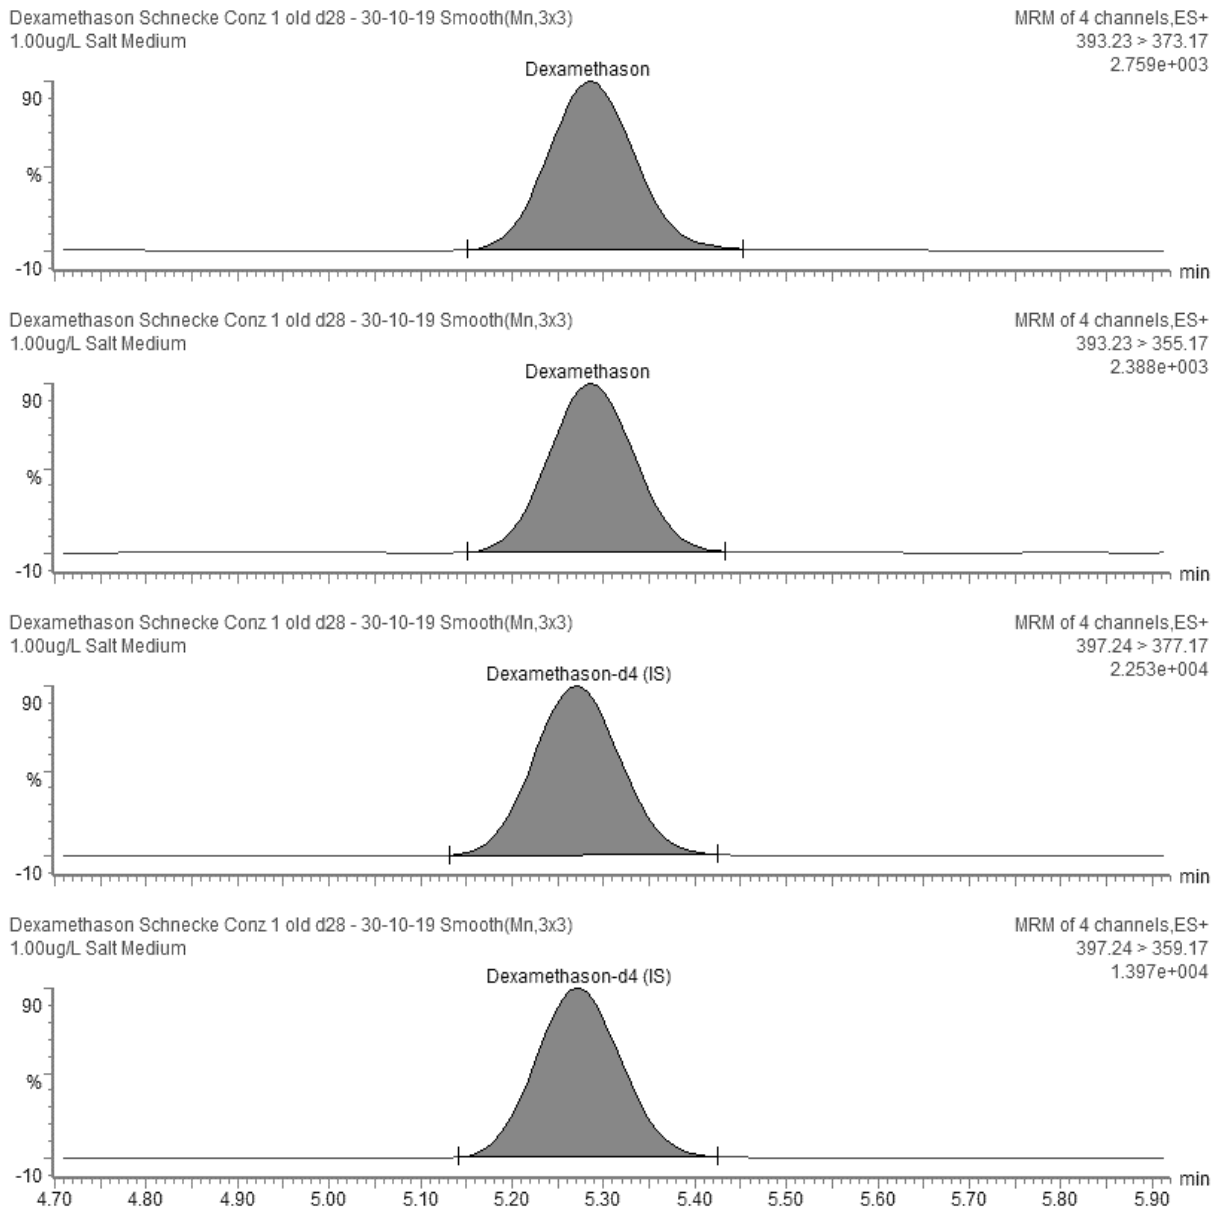 Dexamethason Schnecke Conz 1 old d28 - 30-10-19 Smooth(Mn,3x3)
MRM of 4 channels,ES+
1.00ug/L Salt Medium
393.23 > 373.17
2.759e+003
Dexamethason
90
%
-10
min
Dexamethason Schnecke Conz 1 old d28 - 30-10-19 Smooth(Mn,3x3)
MRM of 4 channels,ES+
1.00ug/L Salt Medium
393.23 > 355.17
2.388e+003
Dexamethason
90
%
-10
min
Dexamethason Schnecke Conz 1 old d28 - 30-10-19 Smooth(Mn,3x3)
MRM of 4 channels,ES+
1.00ug/L Salt Medium
397.24 > 377.17
2.253e+004
Dexamethason-d4 (IS)
90
%
-10
min
Dexamethason Schnecke Conz 1 old d28 - 30-10-19 Smooth(Mn,3x3)
MRM of 4 channels,ES+
1.00ug/L Salt Medium
397.24 > 359.17
1.397e+004
Dexamethason-d4 (IS)
90
%
-10
min
4.70 4.80 4.90 5.00 5.10 5.20 5.30 5.40 5.50 5.60 5.70 5.80 5.90